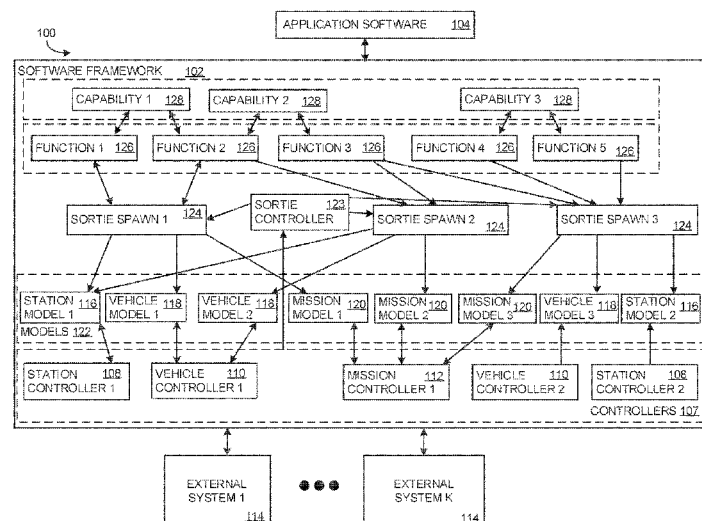 APPLICATION SOFTWARE 104
100
SOFTWARE FRAMEWORK 102
CAPABILITY 1 128
CAPABILITY 2 128
CAPABILITY 3 128
FUNCTION 1 126
FUNCTION 2 126
FUNCTION 3 126
FUNCTION 4 126
FUNCTION 5 126
SORTIE SPAWN 1 124
SORTIE 123
CONTROLLER
SORTIE SPAWN 2 124
SORTIE SPAWN 3 124
STATION 116
MODEL 1
VEHICLE 118
MODEL 1
VEHICLE 118
MODEL 2
MISSION 120
MODEL 1
MISSION 120
MODEL 2
MISSION 120
MODEL 3
VEHICLE 118
MODEL 3
STATION 116
MODEL 2
MODELS 122
STATION 108
CONTROLLER 1
VEHICLE 110
CONTROLLER 1
MISSION 112
CONTROLLER 1
VEHICLE 110
CONTROLLER 2
STATION 108
CONTROLLER 2
CONTROLLERS 107
EXTERNAL
SYSTEM 1
114
EXTERNAL
SYSTEM K
114